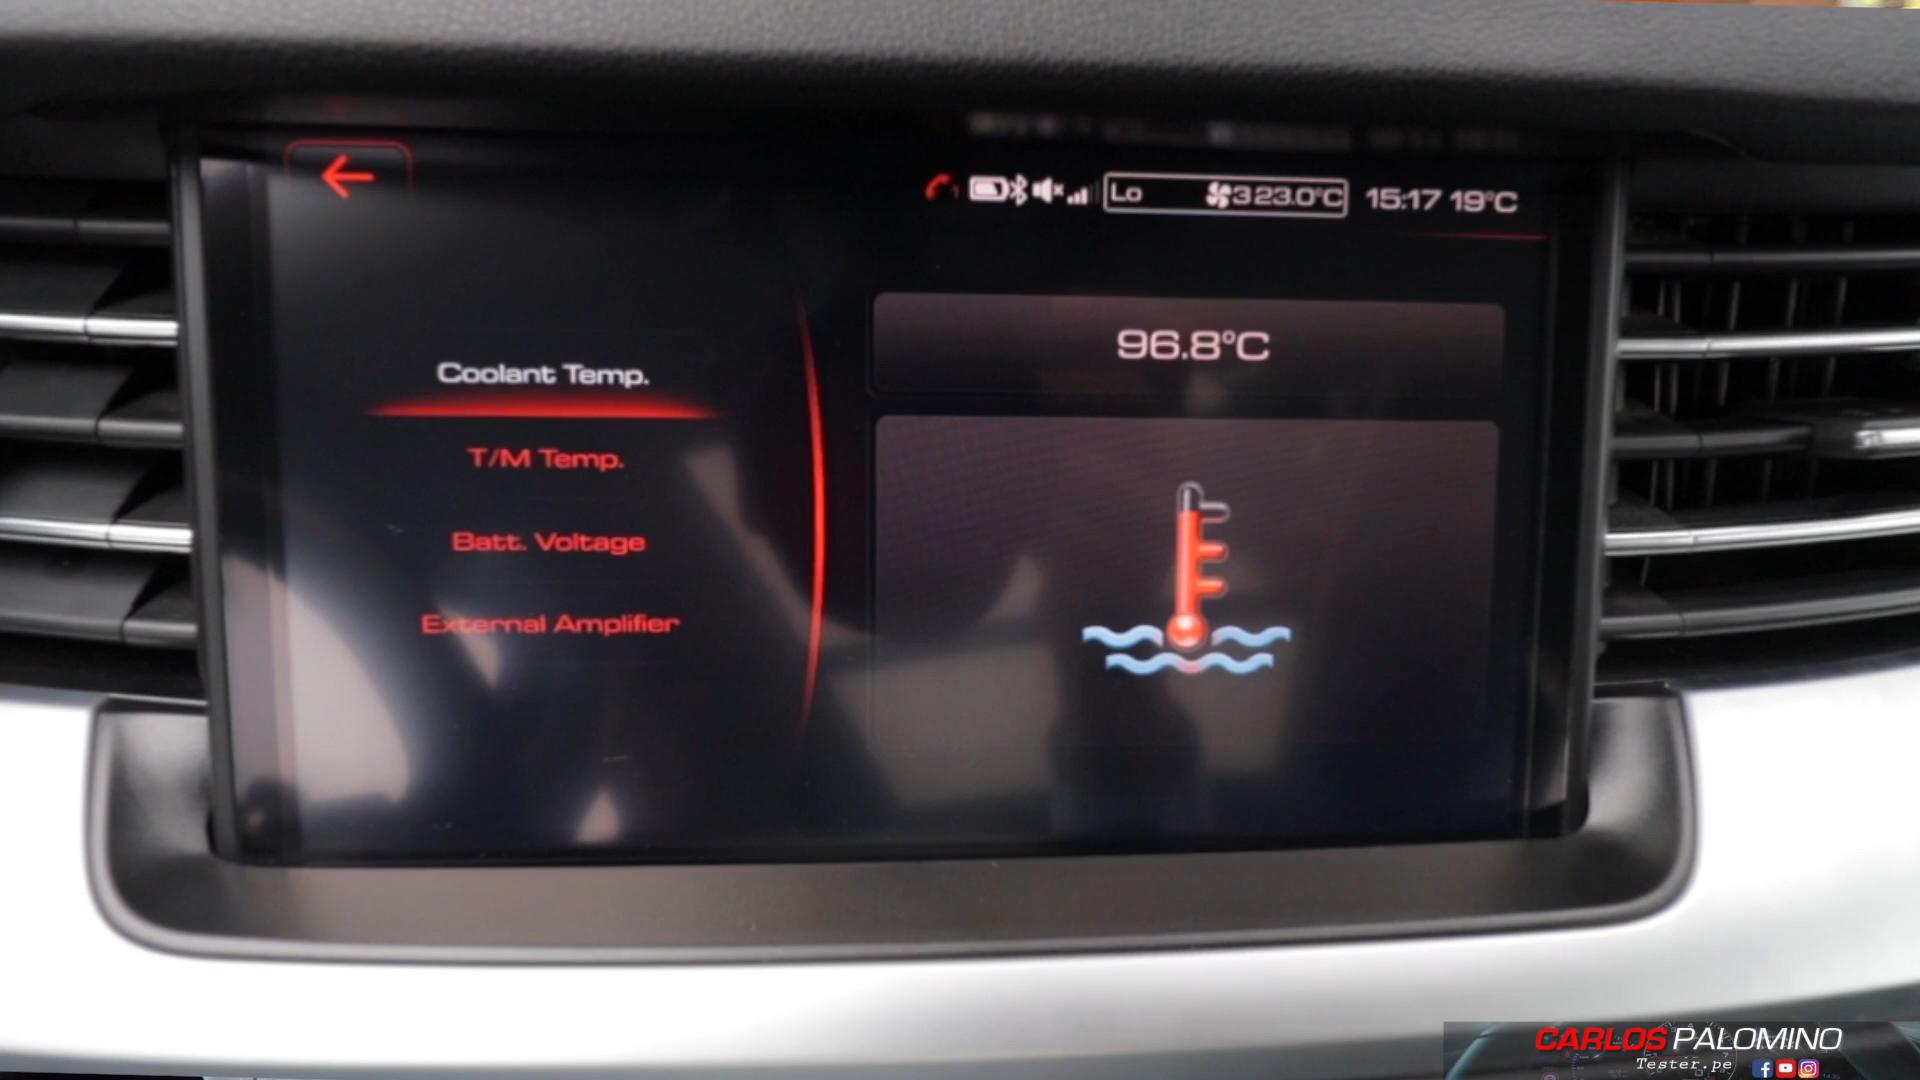 Lo 3 23.0°C 15:17 19°C
96.8°C
Coolant Temp.
T/M Temp.
Batt. Voltage
External Amplifier
CARLOS PALOMINO
Tester.pe